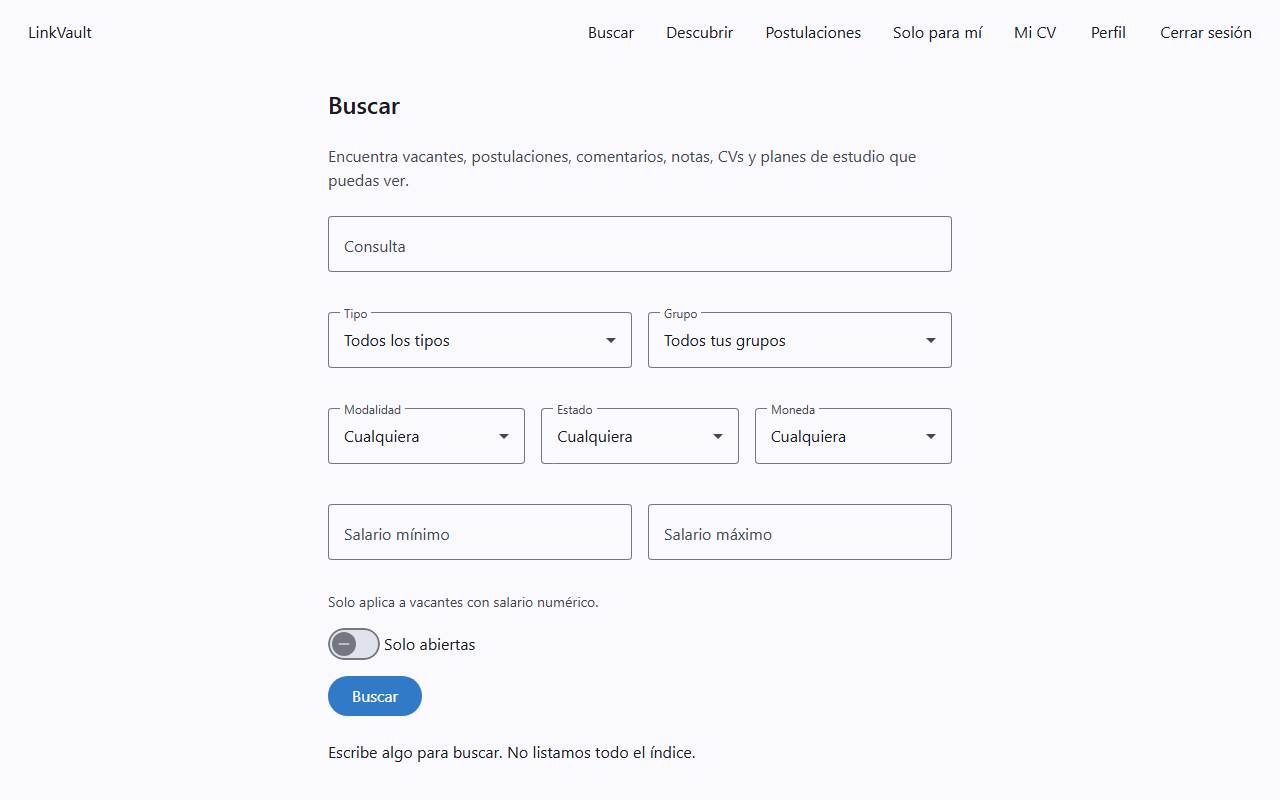 LinkVault
Buscar
Descubrir
Postulaciones
Solo para mí
Mi CV
Perfil
Cerrar sesión
Buscar
Encuentra vacantes, postulaciones, comentarios, notas, CVs y planes de estudio que
puedas ver.
Consulta
Tipo
Todos los tipos
Grupo
Todos tus grupos
Modalidad
Cualquiera
Estado
Cualquiera
Moneda
Cualquiera
Salario mínimo
Salario máximo
Solo aplica a vacantes con salario numérico.
Solo abiertas
Buscar
Escribe algo para buscar. No listamos todo el índice.